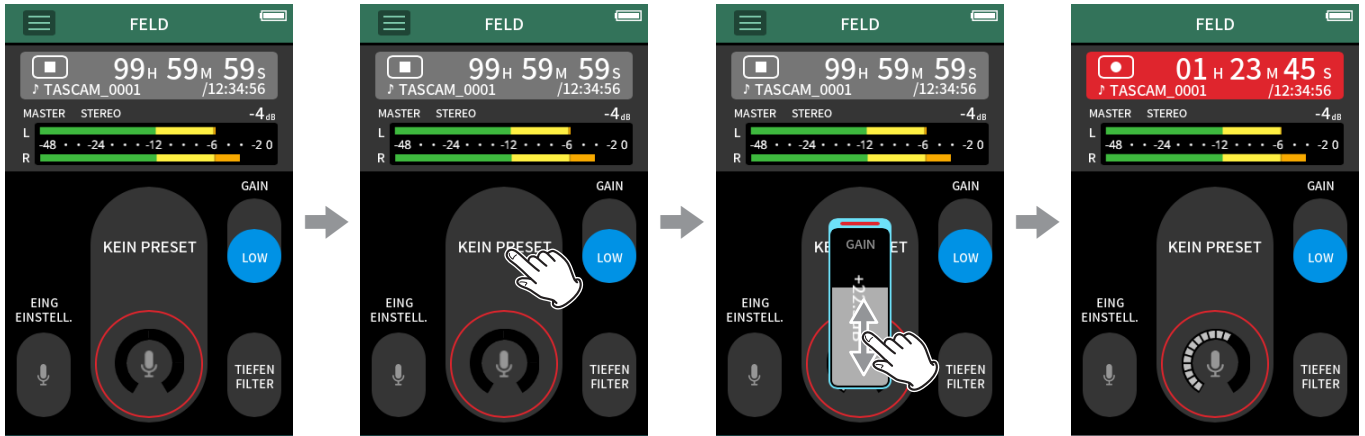 FELD
99H 59M 59S
♪ TASCAM_0001 /12:34:56
MASTER STEREO -4dB
L
-48 · · -24 · · · -12 · · · -6 · · -2 0
R
GAIN
KEIN PRESET
LOW
EING
EINSTELL.
TIEFEN
FILTER
FELD
99H 59M 59S
♪ TASCAM_0001 /12:34:56
MASTER STEREO -4dB
L
-48 · · -24 · · · -12 · · · -6 · · -2 0
R
GAIN
KEIN PRESET
LOW
EING
EINSTELL.
TIEFEN
FILTER
FELD
99H 59M 59S
♪ TASCAM_0001 /12:34:56
MASTER STEREO -4dB
L
-48 · · -24 · · · -12 · · · -6 · · -2 0
R
GAIN
KE GAIN ET
LOW
EING
EINSTELL.
TIEFEN
FILTER
FELD
01H 23M 45S
♪ TASCAM_0001 /12:34:56
MASTER STEREO -4dB
L
-48 · · -24 · · · -12 · · · -6 · · -2 0
R
GAIN
KEIN PRESET
LOW
EING
EINSTELL.
TIEFEN
FILTER